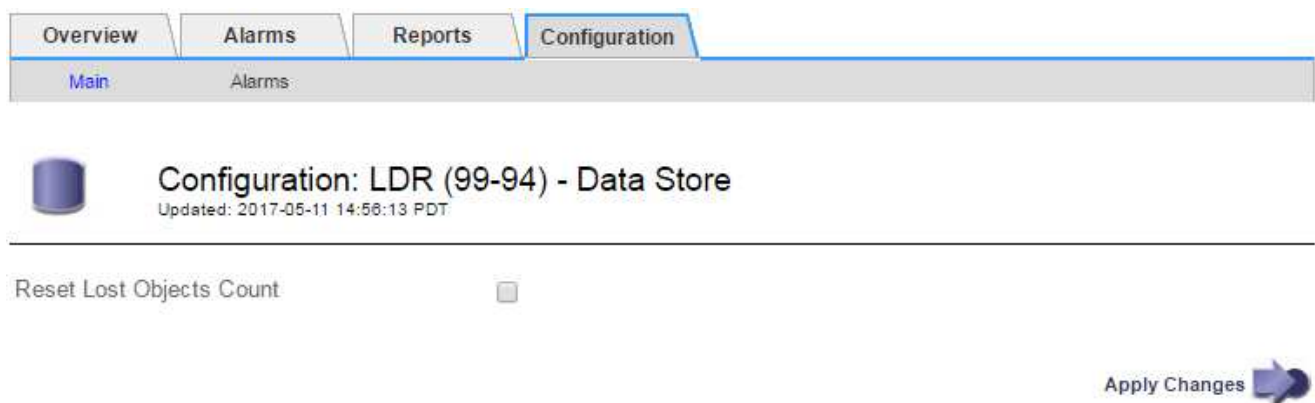 Overview Alarms Reports Configuration
Main Alarms
Configuration: LDR (99-94) - Data Store
Updated: 2017-05-11 14:56:13 PDT
Reset Lost Objects Count
Apply Changes